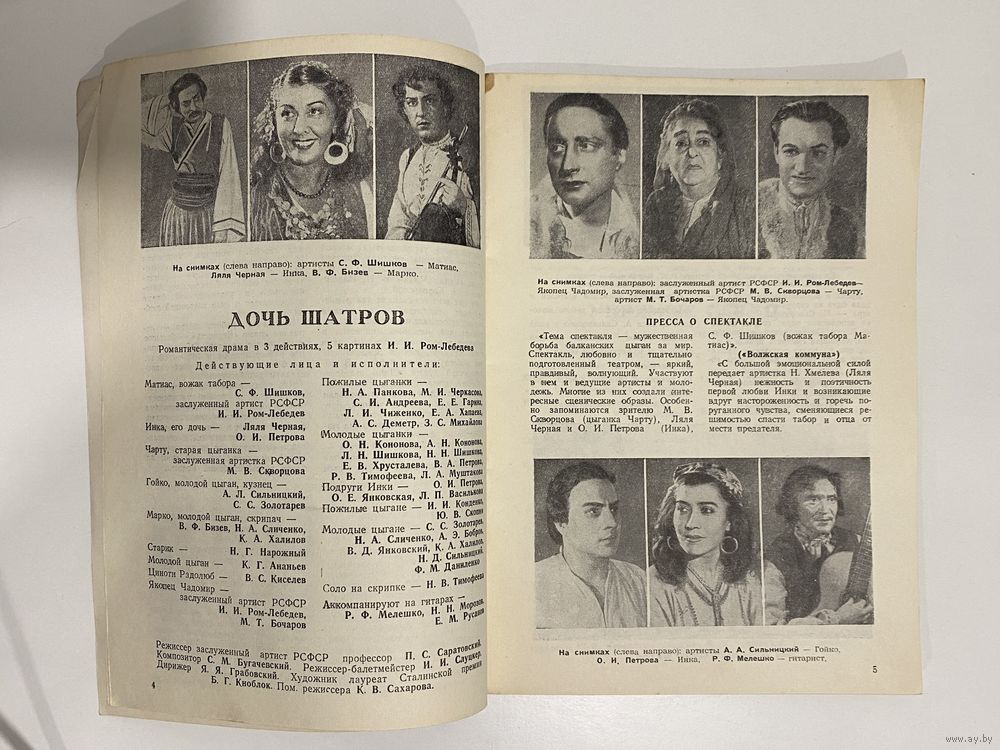 На снимках (слева направо): артисты С. Ф. Шишков — Матиас,
Ляля Черная — Инка, В. Ф. Бизев — Марко.
ДОЧЬ ШАТРОВ
Романтическая драма в 3 действиях, 5 картинах И. И. Ром-Лебедева
Действующие лица и исполнители:
Матиас, вожак табора —
С. Ф. Шишков,
заслуженный артист РСФСР
И. И. Ром-Лебедев
Инка, его дочь — Ляля Черная,
О. И. Петрова
Чарту, старая цыганка —
заслуженная артистка РСФСР
М. В. Скворцова
Гойко, молодой цыган, кузнец —
А. Л. Сильницкий,
С. С. Золотарев
Марко, молодой цыган, скрипач —
В. Ф. Бизев, Н. А. Сличенко,
К. А. Халилов
Старик — Н. Г. Нарожный
Молодой цыган — К. Г. Ананьев
Циноти Рэдолюб — В. С. Киселев
Якопец Чадомир —
заслуженный артист РСФСР
И. И. Ром-Лебедев,
М. Т. Бочаров
Пожилые цыганки —
Н. А. Панкова, М. И. Черкасова,
С. И. Андреева, Е. Е. Гарина,
Л. И. Чиженко, Е. А. Хапаева,
А. С. Деметр, З. С. Михайлова
Молодые цыганки —
О. Н. Кононова, А. Н. Кононова,
Л. Н. Шишкова, Н. Н. Шишкова,
Е. В. Хрусталева, В. А. Петрова,
Р. В. Тимофеева, Л. А. Муштакова
Подруги Инки — О. И. Петрова,
О. Е. Янковская, Л. П. Василькова
Пожилые цыгане — И. И. Конденко,
Ю. В. Скопин
Молодые цыгане — С. С. Золотарев,
Н. А. Сличенко, А. Э. Бобров,
В. Д. Янковский, К. А. Халилов,
Н. Д. Сильницкий,
Ф. М. Даниленко
Соло на скрипке — Н. В. Тимофеева
Аккомпанируют на гитарах —
Р. Ф. Мелешко, Н. Н. Морозов,
Е. М. Русанов
Режиссер заслуженный артист РСФСР профессор П. С. Саратовский.
Композитор С. М. Бугачевский. Режиссер-балетмейстер И. И. Слуцкер.
Дирижер Я. Я. Грабовский. Художник лауреат Сталинской премии
Б. Г. Кноблок. Пом. режиссера К. В. Сахарова.
4
На снимках (слева направо): заслуженный артист РСФСР И. И. Ром-Лебедев—
Якопец Чадомир, заслуженная артистка РСФСР М. В. Скворцова — Чарту,
артист М. Т. Бочаров — Якопец Чадомир.
ПРЕССА О СПЕКТАКЛЕ
«Тема спектакля — мужественная
борьба балканских цыган за мир.
Спектакль, любовно и тщательно
подготовленный театром, — яркий,
правдивый, волнующий. Участвуют
в нем и ведущие артисты и моло-
дежь. Многие из них создали инте-
ресные сценические образы. Особен-
но запоминаются зрителю М. В.
Скворцова (цыганка Чарту), Ляля
Черная и О. И. Петрова (Инка),
С. Ф. Шишков (вожак табора Ма-
тиас)».
(«Волжская коммуна»)
«С большой эмоциональной силой
передает артистка Н. Хмелева (Ляля
Черная) нежность и поэтичность
первой любви Инки и возникающие
вдруг настороженность и горечь по-
руганного чувства, сменяющиеся ре-
шимостью спасти табор и отца от
мести предателя.
На снимках (слева направо): артисты А. А. Сильницкий — Гойко,
О. И. Петрова — Инка, Р. Ф. Мелешко — гитарист,
5
www.ay.by